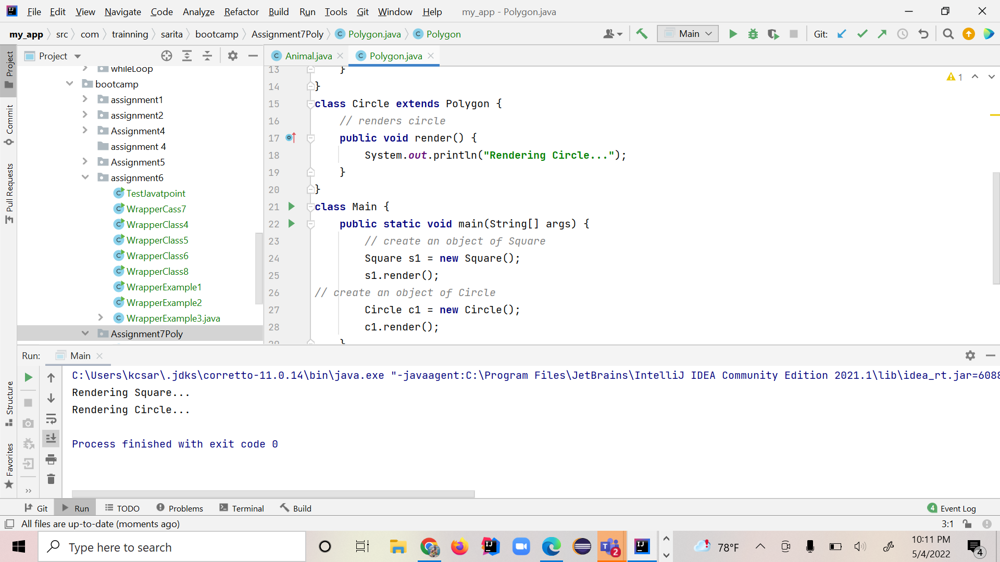 File Edit View Navigate Code Analyze Refactor Build Run Tools Git Window Help my_app - Polygon.java
my_app src com trainning sarita bootcamp Assignment7Poly Polygon.java Polygon Main Git:
Project
Animal.java Polygon.java
Project
Commit
Pull Requests
Structure
Favorites
whileLoop
bootcamp
assignment1
assignment2
Assignment4
assignment 4
Assignment5
assignment6
TestJavatpoint
WrapperCass7
WrapperClass4
WrapperClass5
WrapperClass6
WrapperClass8
WrapperExample1
WrapperExample2
WrapperExample3.java
Assignment7Poly
1
13 }
14 }
15 class Circle extends Polygon {
16 // renders circle
17 public void render() {
18 System.out.println("Rendering Circle...");
19 }
20 }
21 class Main {
22 public static void main(String[] args) {
23 // create an object of Square
24 Square s1 = new Square();
25 s1.render();
26 // create an object of Circle
27 Circle c1 = new Circle();
28 c1.render();
29 }
Run: Main
C:\Users\kcsar\.jdks\corretto-11.0.14\bin\java.exe "-javaagent:C:\Program Files\JetBrains\IntelliJ IDEA Community Edition 2021.1\lib\idea_rt.jar=6088
Rendering Square...
Rendering Circle...
Process finished with exit code 0
Git Run TODO Problems Terminal Build 4 Event Log
All files are up-to-date (moments ago) 3:1
Type here to search
2
78°F
10:11 PM
5/4/2022
4